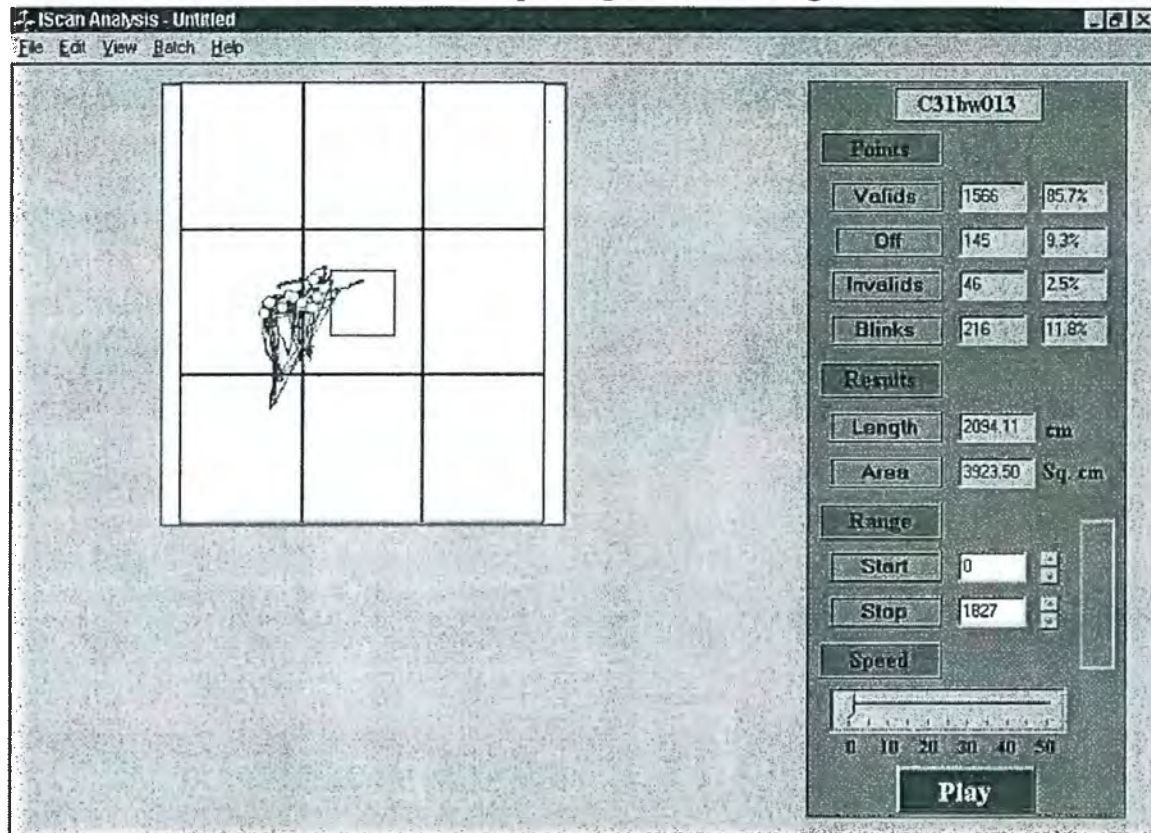 IScan Analysis - Untitled
File Edit View Batch Help
C31bw013
Points
Valids 1566 85.7%
Off 145 9.3%
Invalids 46 2.5%
Blinks 216 11.8%
Results
Length 2094.11 cm
Area 3923.50 Sq. cm
Range
Start 0
Stop 1827
Speed
0 10 20 30 40 50
Play